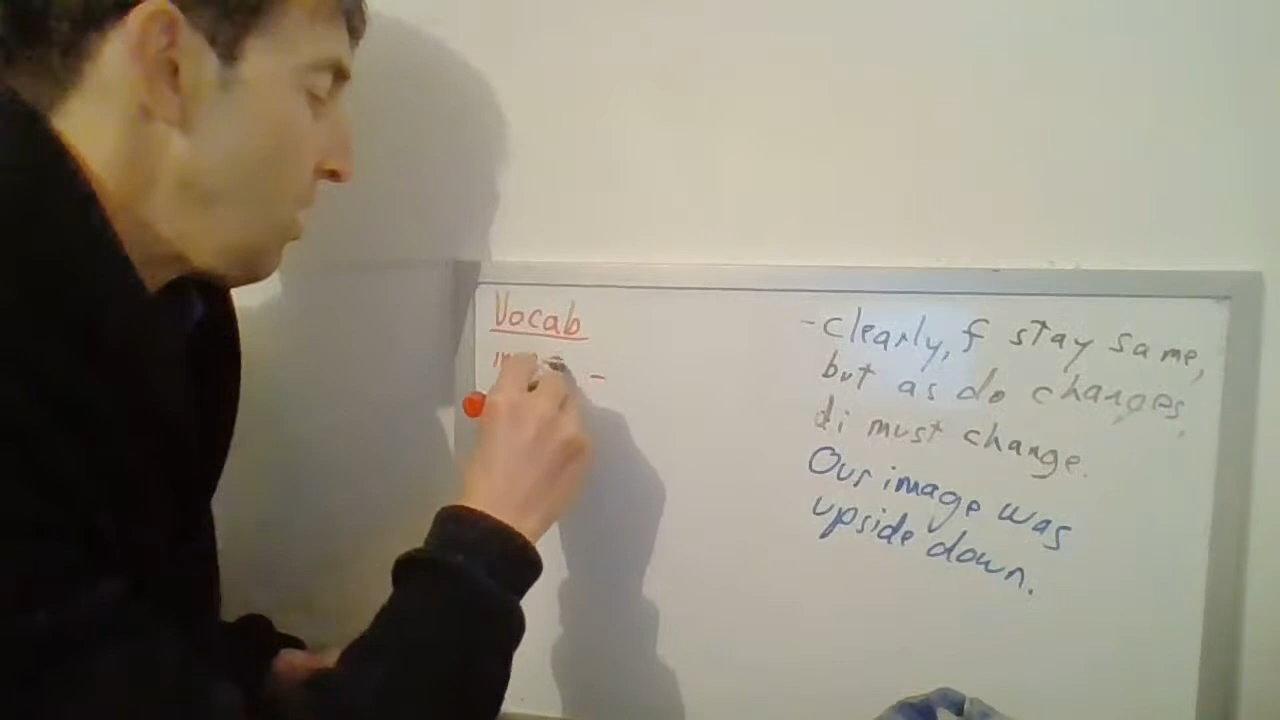 Vocab
-
-clearly, f stay same,
but as do changes,
di must change.
Our image was
upside down.